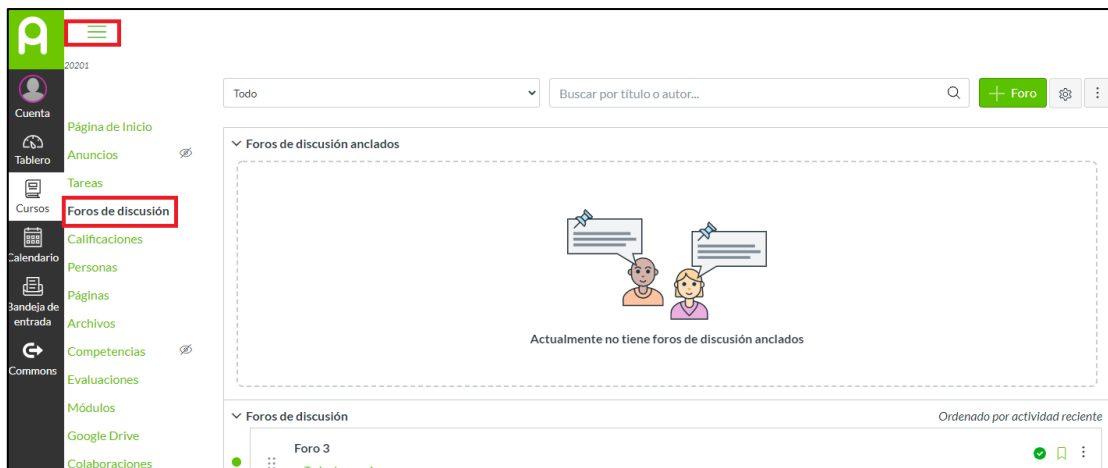 20201
Cuenta
Tablero
Cursos
Calendario
Bandeja de
entrada
Commons
Página de Inicio
Anuncios
Tareas
Foros de discusión
Calificaciones
Personas
Páginas
Archivos
Competencias
Evaluaciones
Módulos
Google Drive
Colaboraciones
Todo
Buscar por título o autor...
Foro
Foros de discusión anclados
Actualmente no tiene foros de discusión anclados
Foros de discusión
Ordenado por actividad reciente
Foro 3